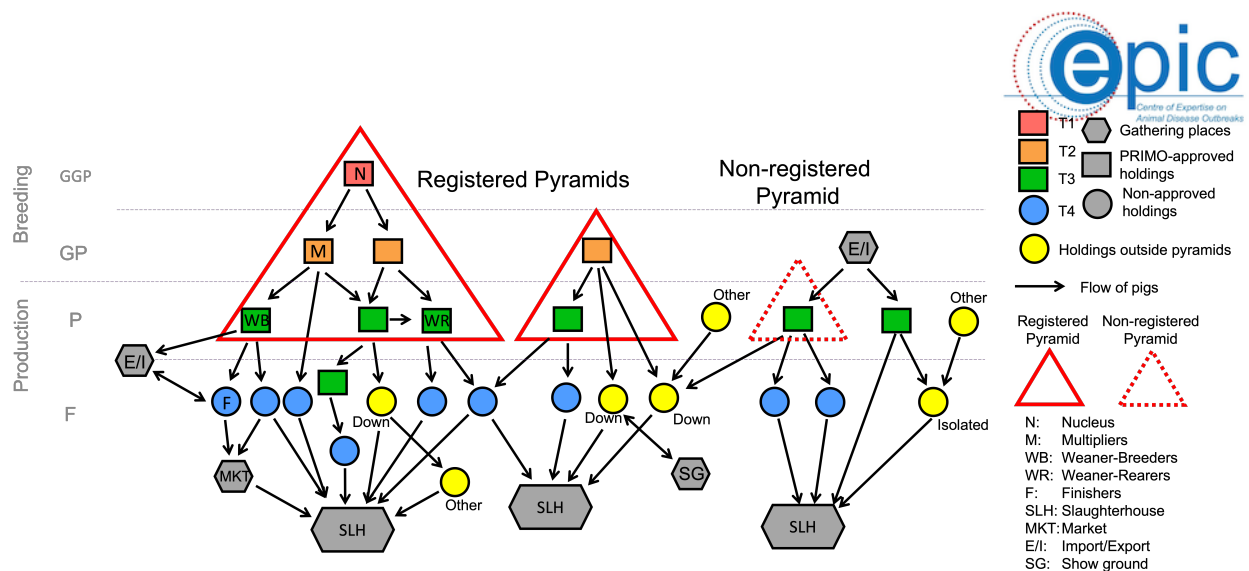 epic
Centre of Expertise on
Animal Disease Outbreaks
T1
Gathering places
T2
PRIMO-approved
holdings
T3
Non-approved
holdings
T4
Holdings outside pyramids
Flow of pigs
Registered
Pyramid
Non-registered
Pyramid
N: Nucleus
M: Multipliers
WB: Weaner-Breeders
WR: Weaner-Rearers
F: Finishers
SLH: Slaughterhouse
MKT: Market
E/I: Import/Export
SG: Show ground
Breeding
Production
GGP
GP
P
F
Registered Pyramids
Non-registered
Pyramid
N
M
E/I
WB
WR
Other
Other
E/I
F
Down
Down
Down
Isolated
MKT
Other
SG
SLH
SLH
SLH